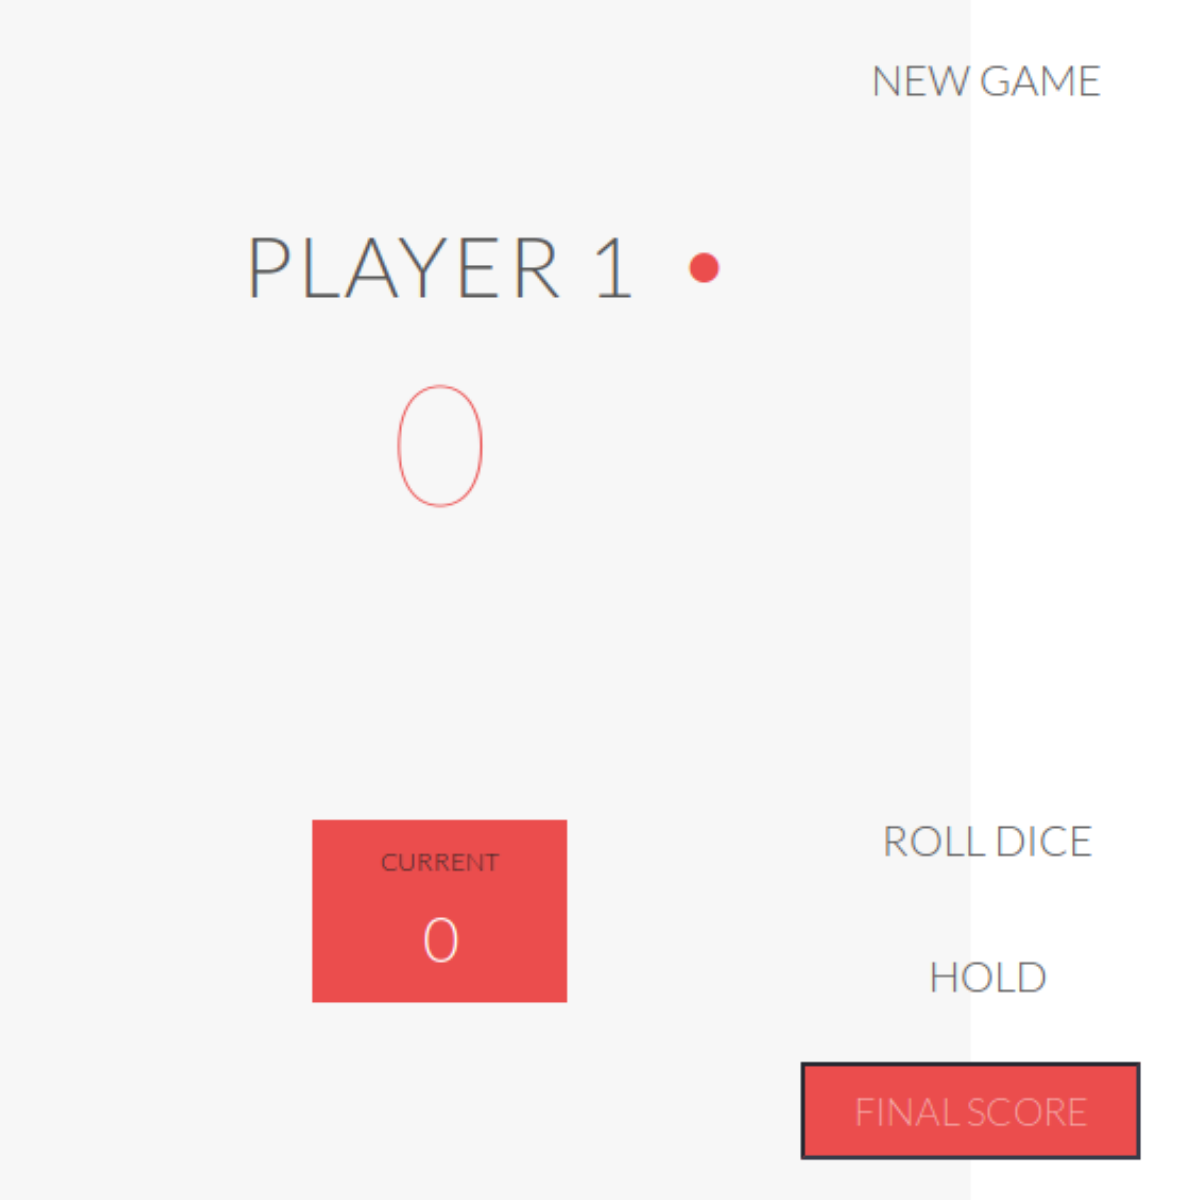 NEW GAME
PLAYER 1
0
CURRENT
0
ROLL DICE
HOLD
FINAL SCORE